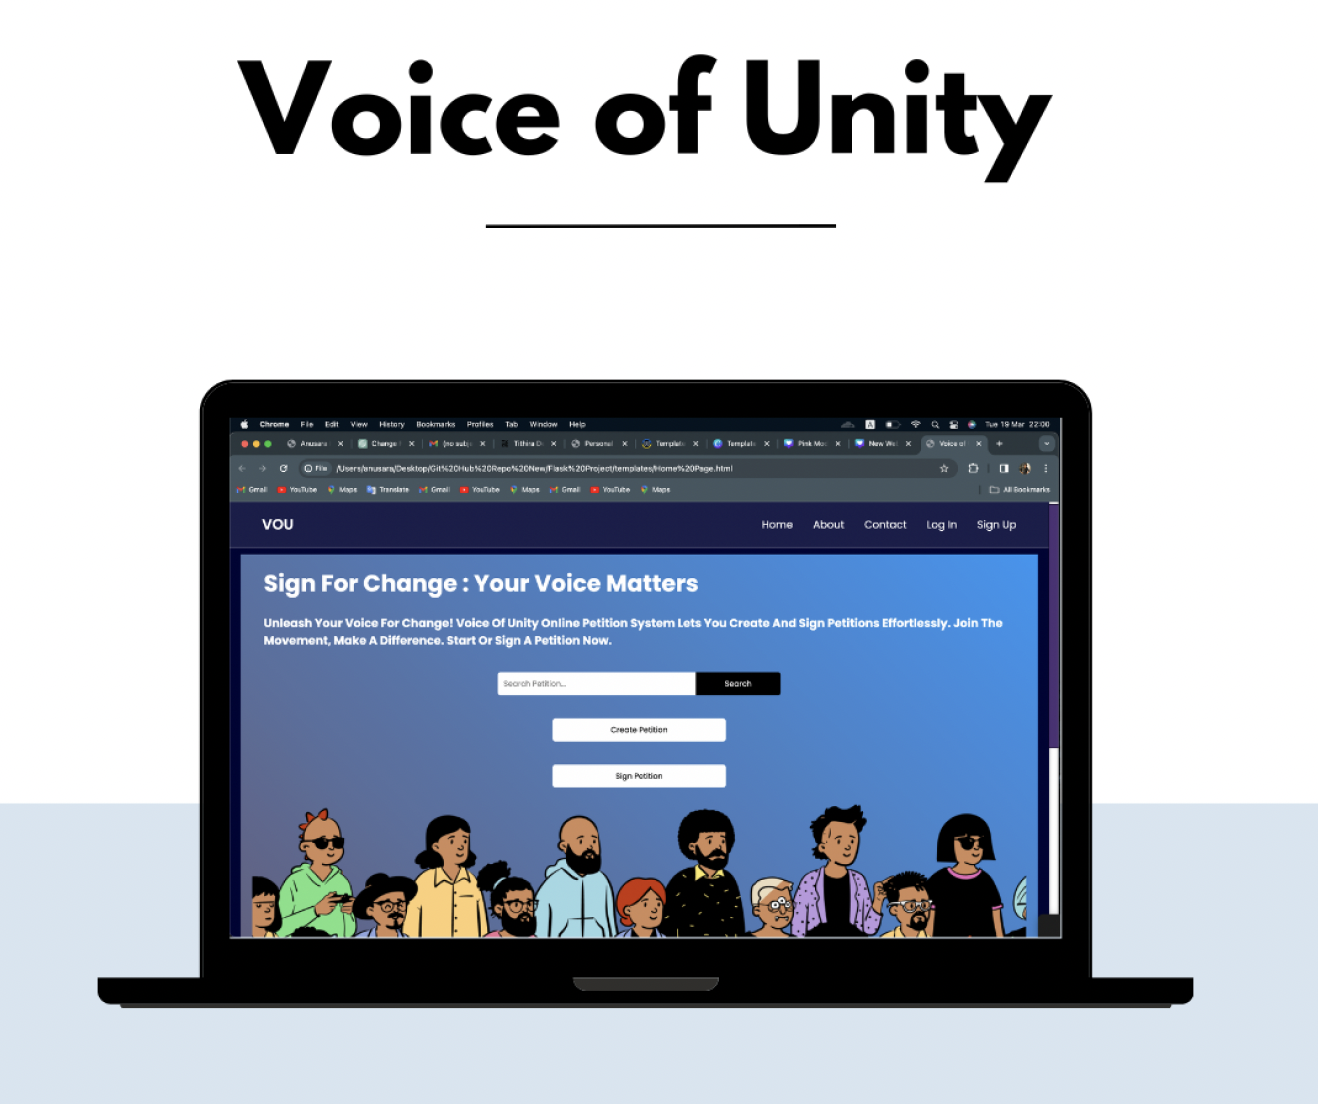 Voice of Unity
Chrome File Edit View History Bookmarks Profiles Tab Window Help Tue 19 Mar 22:00
Anusara Change (no subj Tithira D Personal Templat Templat Pink Mo New We Voice of
File /Users/anusara/Desktop/Git%20Hub%20Repo%20New/Flask%20Project/templates/Home%20Page.html
Gmail YouTube Maps Translate Gmail YouTube Maps Gmail YouTube Maps All Bookmarks
VOU Home About Contact Log In Sign Up
Sign For Change : Your Voice Matters
Unleash Your Voice For Change! Voice Of Unity Online Petition System Lets You Create And Sign Petitions Effortlessly. Join The
Movement, Make A Difference. Start Or Sign A Petition Now.
Search Petition... Search
Create Petition
Sign Petition